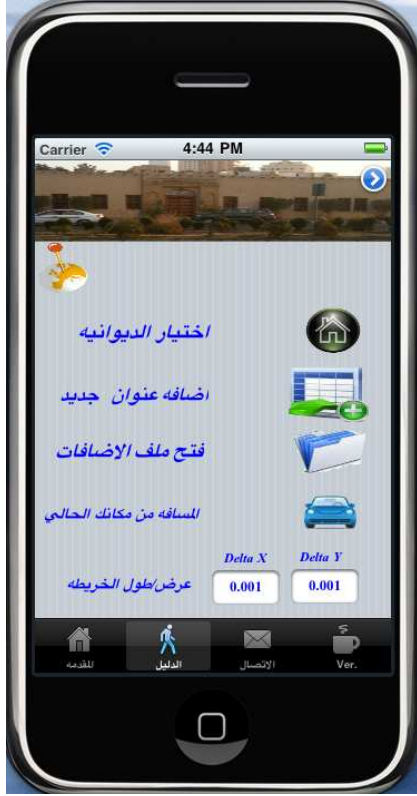 Carrier 4:44 PM
اختيار الديوانيه
اضافه عنوان جديد
فتح ملف الاضافات
المسافه من مكانك الحالي
Delta X Delta Y
عرض/طول الخريطه 0.001 0.001
المقدمه الدليل الاتصال Ver.